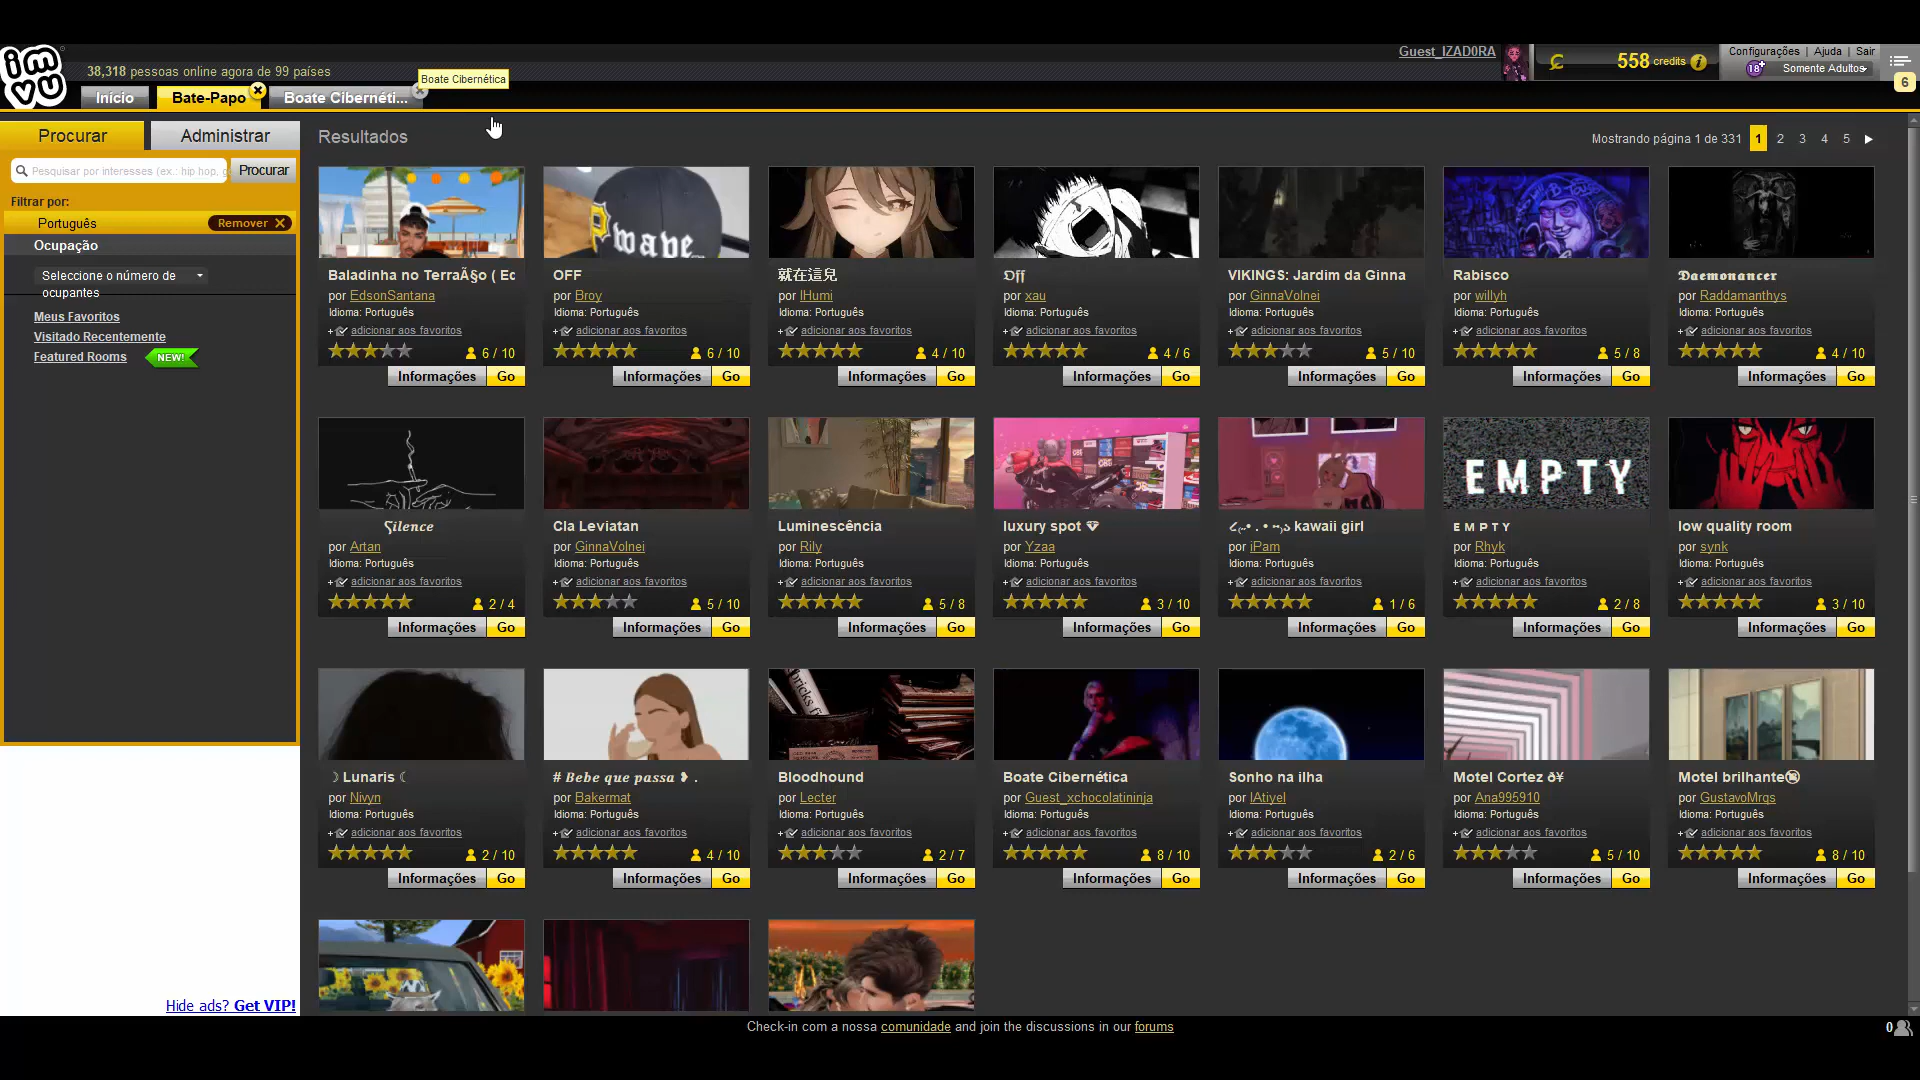 imvu
38,318 pessoas online agora de 99 países
Boate Cibernética
Guest_IZAD0RA
558 credits
Configurações | Ajuda | Sair
18+ Somente Adultos
6
Início
Bate-Papo
Boate Cibernéti...
Procurar
Administrar
Pesquisar por interesses (ex.: hip hop, g
Procurar
Filtrar por:
Português
Remover
Ocupação
Seleccione o número de
ocupantes
Meus Favoritos
Visitado Recentemente
Featured Rooms NEW!
Resultados
Mostrando página 1 de 331 1 2 3 4 5
wave
Baladinha no TerraÃ§o ( Ed
por EdsonSantana
Idioma: Português
adicionar aos favoritos
6 / 10
Informações Go
OFF
por Broy
Idioma: Português
adicionar aos favoritos
6 / 10
Informações Go
就在這兒
por IHumi
Idioma: Português
adicionar aos favoritos
4 / 10
Informações Go
Off
por xau
Idioma: Português
adicionar aos favoritos
4 / 6
Informações Go
VIKINGS: Jardim da Ginna
por GinnaVolnei
Idioma: Português
adicionar aos favoritos
5 / 10
Informações Go
Rabisco
por willyh
Idioma: Português
adicionar aos favoritos
5 / 8
Informações Go
𝕯𝖆𝖊𝖒𝖔𝖓𝖆𝖓𝖈𝖊𝖗
por Raddamanthys
Idioma: Português
adicionar aos favoritos
4 / 10
Informações Go
Ϛ𝒊𝒍𝒆𝒏𝒄𝒆
por Artan
Idioma: Português
adicionar aos favoritos
2 / 4
Informações Go
Cla Leviatan
por GinnaVolnei
Idioma: Português
adicionar aos favoritos
5 / 10
Informações Go
Luminescência
por Rily
Idioma: Português
adicionar aos favoritos
5 / 8
Informações Go
luxury spot 💎
por Yzaa
Idioma: Português
adicionar aos favoritos
3 / 10
Informações Go
kawaii girl
por iPam
Idioma: Português
adicionar aos favoritos
1 / 6
Informações Go
EMPTY
ᴇ ᴍ ᴘ ᴛ ʏ
por Rhyk
Idioma: Português
adicionar aos favoritos
2 / 8
Informações Go
low quality room
por synk
Idioma: Português
adicionar aos favoritos
3 / 10
Informações Go
☽ Lunaris ☾
por Nivyn
Idioma: Português
adicionar aos favoritos
2 / 10
Informações Go
# 𝑩𝒆𝒃𝒆 𝒒𝒖𝒆 𝒑𝒂𝒔𝒔𝒂 ❥ .
por Bakermat
Idioma: Português
adicionar aos favoritos
4 / 10
Informações Go
Bloodhound
por Lecter
Idioma: Português
adicionar aos favoritos
2 / 7
Informações Go
Boate Cibernética
por Guest_xchocolatininja
Idioma: Português
adicionar aos favoritos
8 / 10
Informações Go
Sonho na ilha
por IAtiyel
Idioma: Português
adicionar aos favoritos
2 / 6
Informações Go
Motel Cortez ð¥
por Ana995910
Idioma: Português
adicionar aos favoritos
5 / 10
Informações Go
Motel brilhante
por GustavoMrqs
Idioma: Português
adicionar aos favoritos
8 / 10
Informações Go
Hide ads? Get VIP!
Check-in com a nossa comunidade and join the discussions in our forums
0